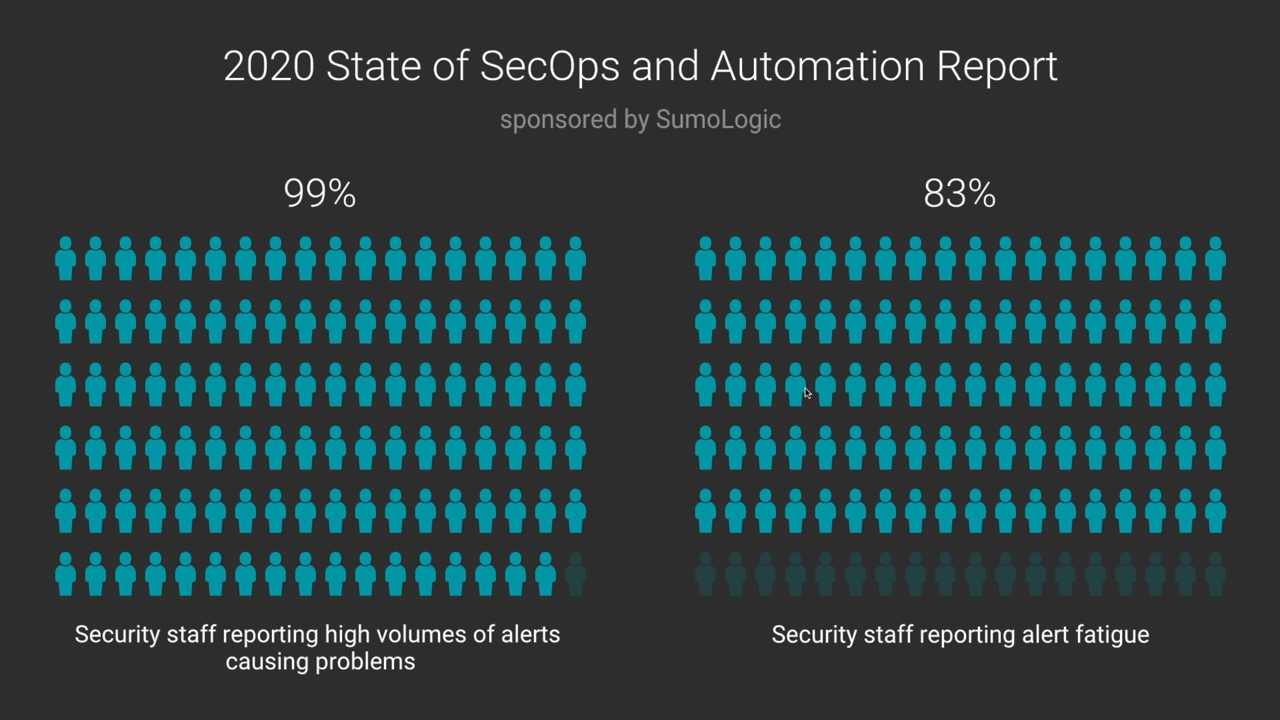 2020 State of SecOps and Automation Report
sponsored by SumoLogic
99%
Security staff reporting high volumes of alerts
causing problems
83%
Security staff reporting alert fatigue